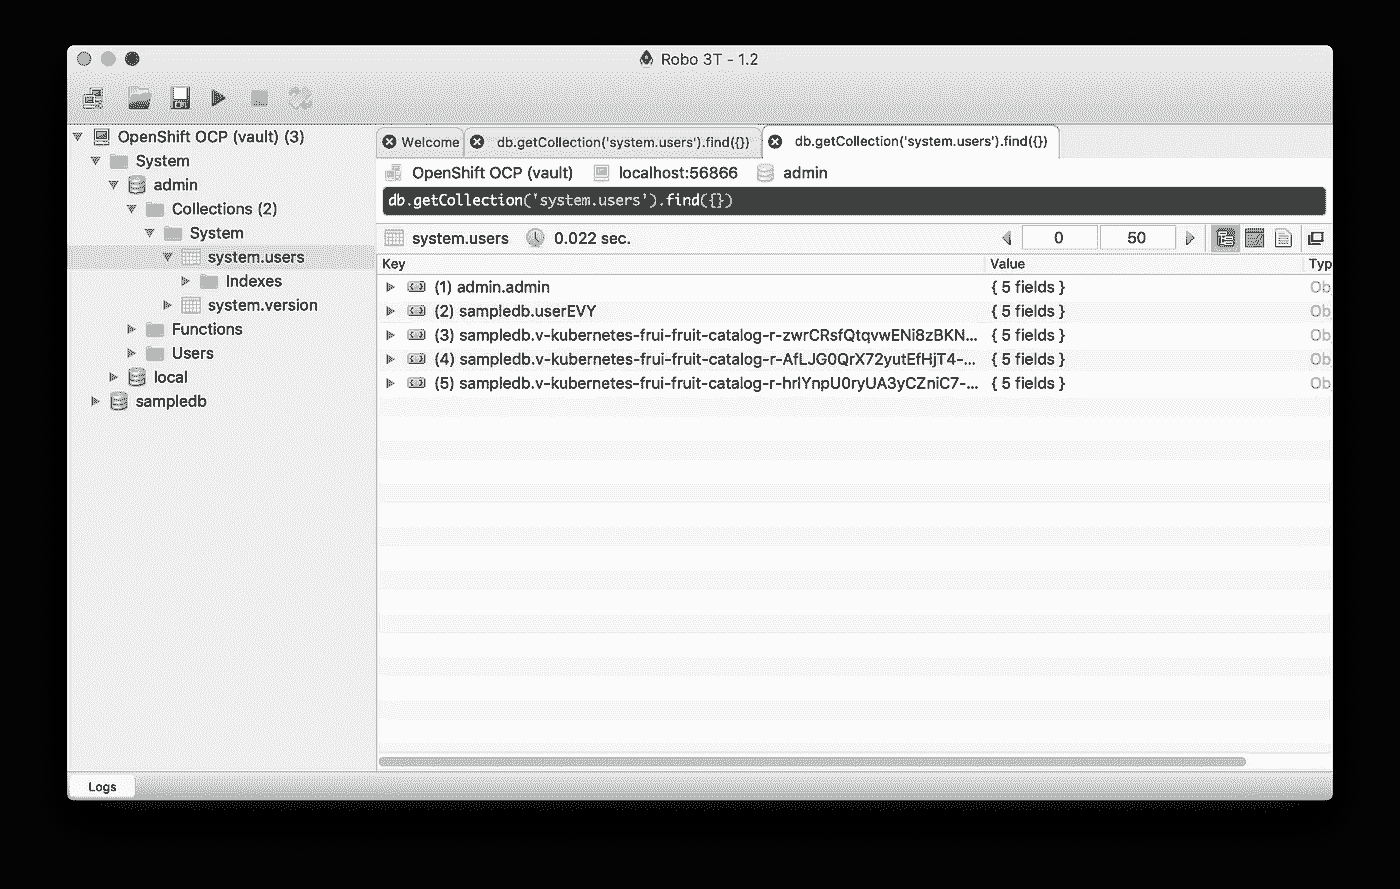 Robo 3T - 1.2
OpenShift OCP (vault) (3)
System
admin
Collections (2)
System
system.users
Indexes
system.version
Functions
Users
local
sampledb
Welcome db.getCollection('system.users').find({}) db.getCollection('system.users').find({})
OpenShift OCP (vault) localhost:56866 admin
db.getCollection('system.users').find({})
system.users 0.022 sec. 0 50
Key Value Typ
(1) admin.admin { 5 fields } Ob
(2) sampledb.userEVY { 5 fields } Ob
(3) sampledb.v-kubernetes-frui-fruit-catalog-r-zwrCRsfQtqvwENi8zBKN... { 5 fields } Ob
(4) sampledb.v-kubernetes-frui-fruit-catalog-r-AfLJG0QrX72yutEfHjT4-... { 5 fields } Ob
(5) sampledb.v-kubernetes-frui-fruit-catalog-r-hrlYnpU0ryUA3yCZniC7-... { 5 fields } Ob
Logs